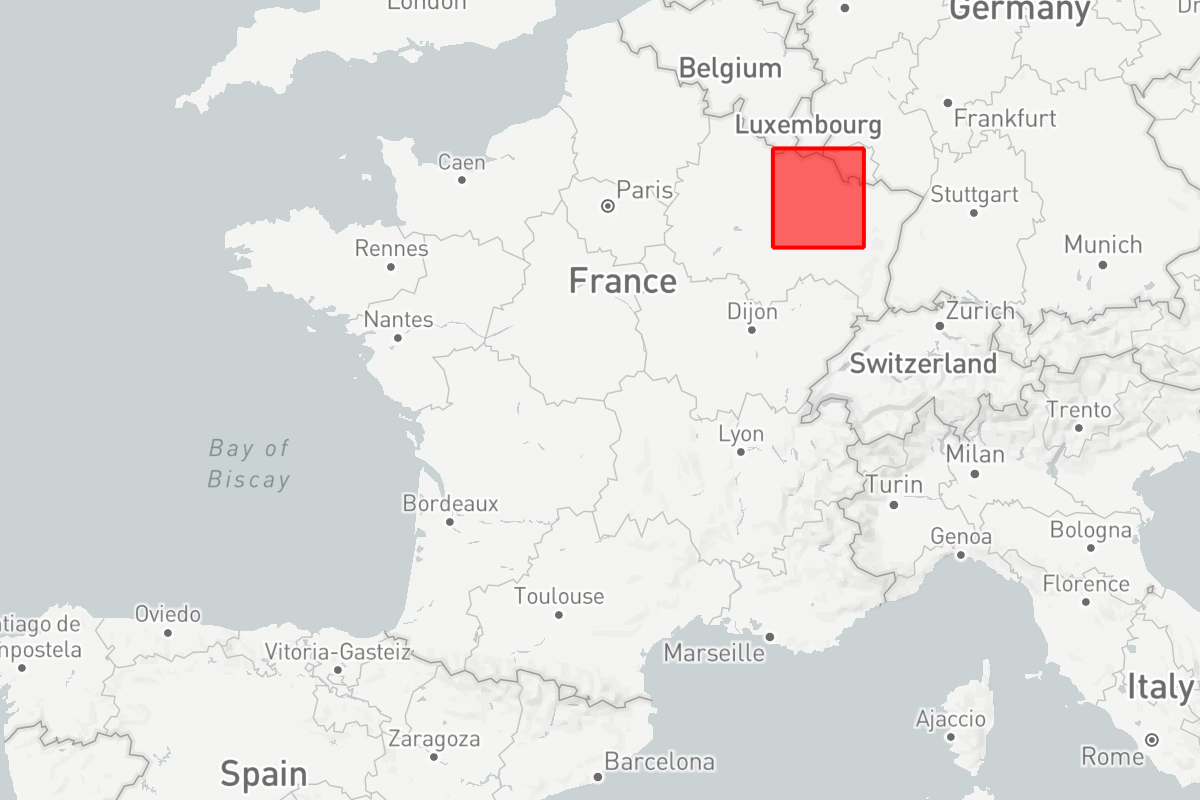 London
Germany
Dr
Belgium
Frankfurt
Luxembourg
Caen
Paris
Stuttgart
Rennes
Munich
France
Nantes
Dijon
Zurich
Switzerland
Trento
Lyon
Bay of
Biscay
Milan
Turin
Bordeaux
Bologna
Genoa
Florence
Toulouse
Oviedo
tiago de
mpostela
Vitoria-Gasteiz
Marseille
Italy
Ajaccio
Zaragoza
Rome
Barcelona
Spain